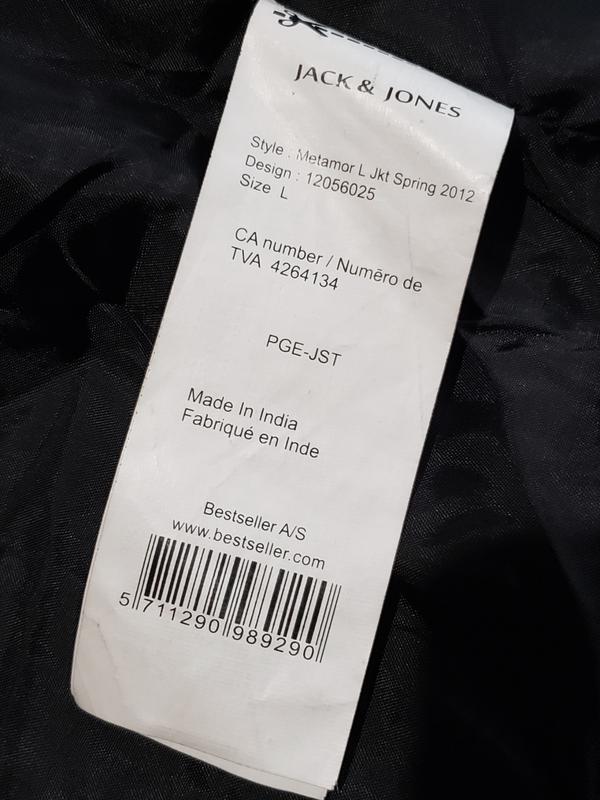 JACK & JONES
Style : Metamor L Jkt Spring 2012
Design : 12056025
Size L
CA number / Numéro de
TVA 4264134
PGE-JST
Made In India
Fabriqué en Inde
Bestseller A/S
www.bestseller.com
5 711290 989290